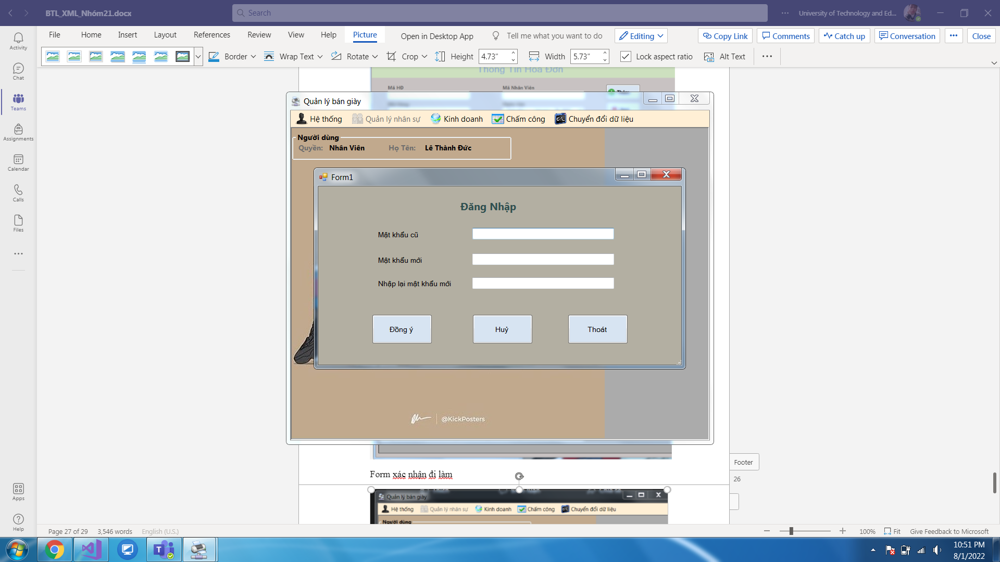 BTL_XML_Nhóm21.docx
Search
University of Technology and Ed...
File Home Insert Layout References Review View Help Picture Open in Desktop App Tell me what you want to do Editing Copy Link Comments Catch up Conversation Close
Border Wrap Text Rotate Crop Height 4.73" Width 5.73" Lock aspect ratio Alt Text
Activity
Chat
Teams
Assignments
Calendar
Calls
Files
Apps
Help
Thông Tin Hóa Đơn
Mã HĐ Mã Nhân Viên
Quản lý bán giày
Hệ thống Quản lý nhân sự Kinh doanh Chấm công Chuyển đổi dữ liệu
Người dùng
Quyền: Nhân Viên Họ Tên: Lê Thành Đức
Form1
Đăng Nhập
Mật khẩu cũ
Mật khẩu mới
Nhập lại mật khẩu mới
Đồng ý Huỷ Thoát
@KickPosters
Form xác nhận đi làm
Footer
26
Quản lý bán giày
Hệ thống Quản lý nhân sự Kinh doanh Chấm công Chuyển đổi dữ liệu
Người dùng
Page 27 of 29 3,546 words English (U.S.) 100% Fit Give Feedback to Microsoft
10:51 PM
8/1/2022